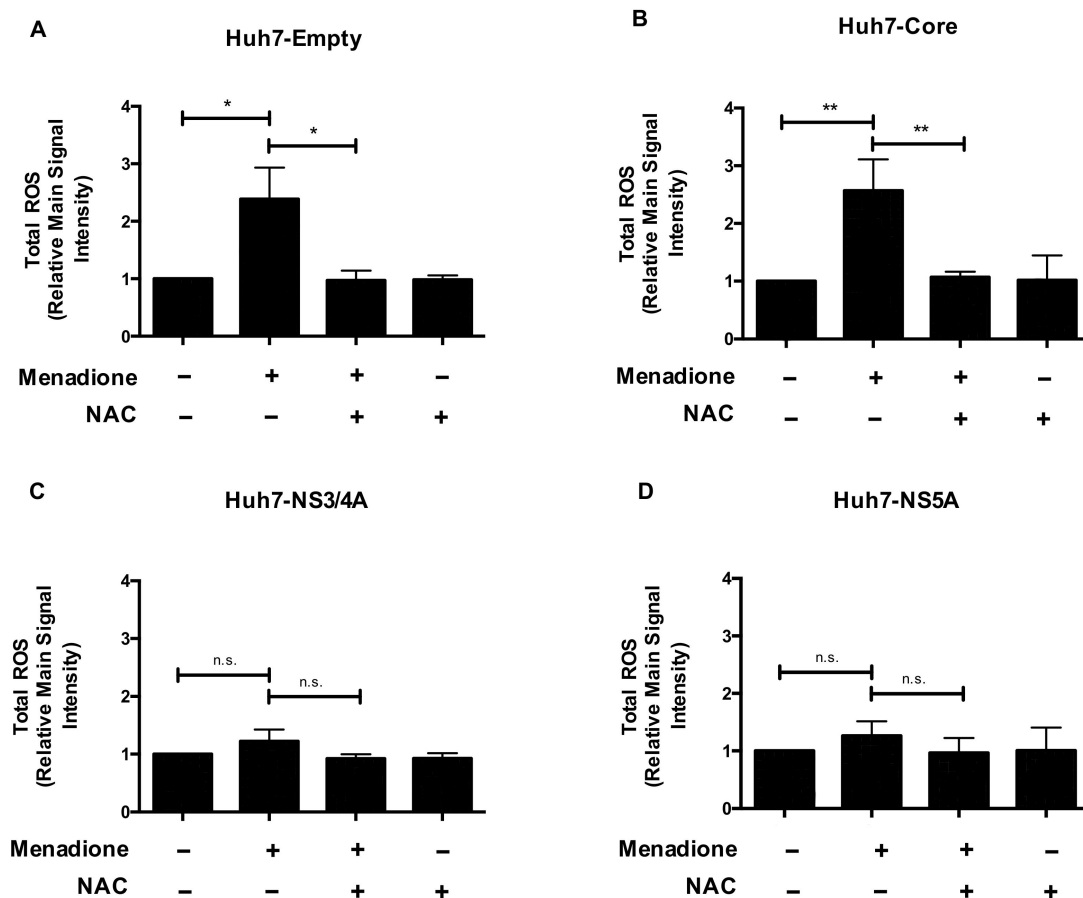 A
Huh7-Empty
Total ROS
(Relative Main Signal
Intensity)
4
3
2
1
0
*
*
Menadione – + + –
NAC – – + +
B
Huh7-Core
Total ROS
(Relative Main Signal
Intensity)
4
3
2
1
0
**
**
Menadione – + + –
NAC – – + +
C
Huh7-NS3/4A
Total ROS
(Relative Main Signal
Intensity)
4
3
2
1
0
n.s.
n.s.
Menadione – + + –
NAC – – + +
D
Huh7-NS5A
Total ROS
(Relative Main Signal
Intensity)
4
3
2
1
0
n.s.
n.s.
Menadione – + + –
NAC – – + +